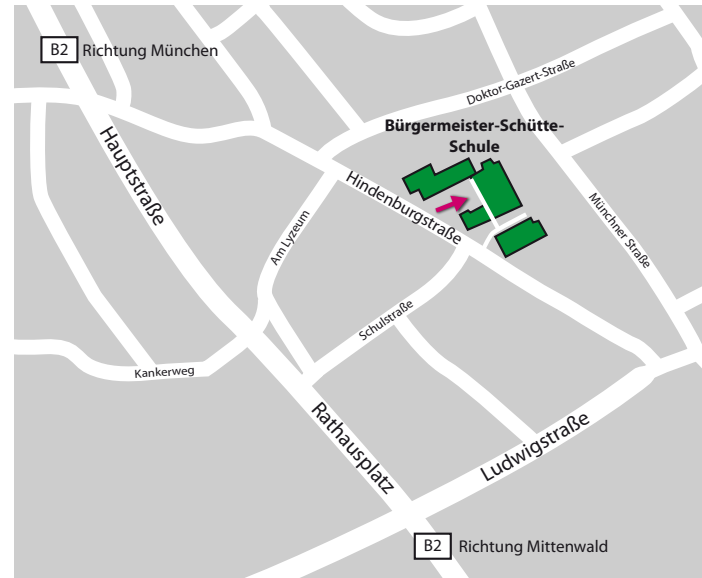 B2 Richtung München
Doktor-Gazert-Straße
Bürgermeister-Schütte-
Schule
Hauptstraße
Hindenburgstraße
Am Lyzeum
Münchner Straße
Schulstraße
Kankerweg
Rathausplatz
Ludwigstraße
B2 Richtung Mittenwald